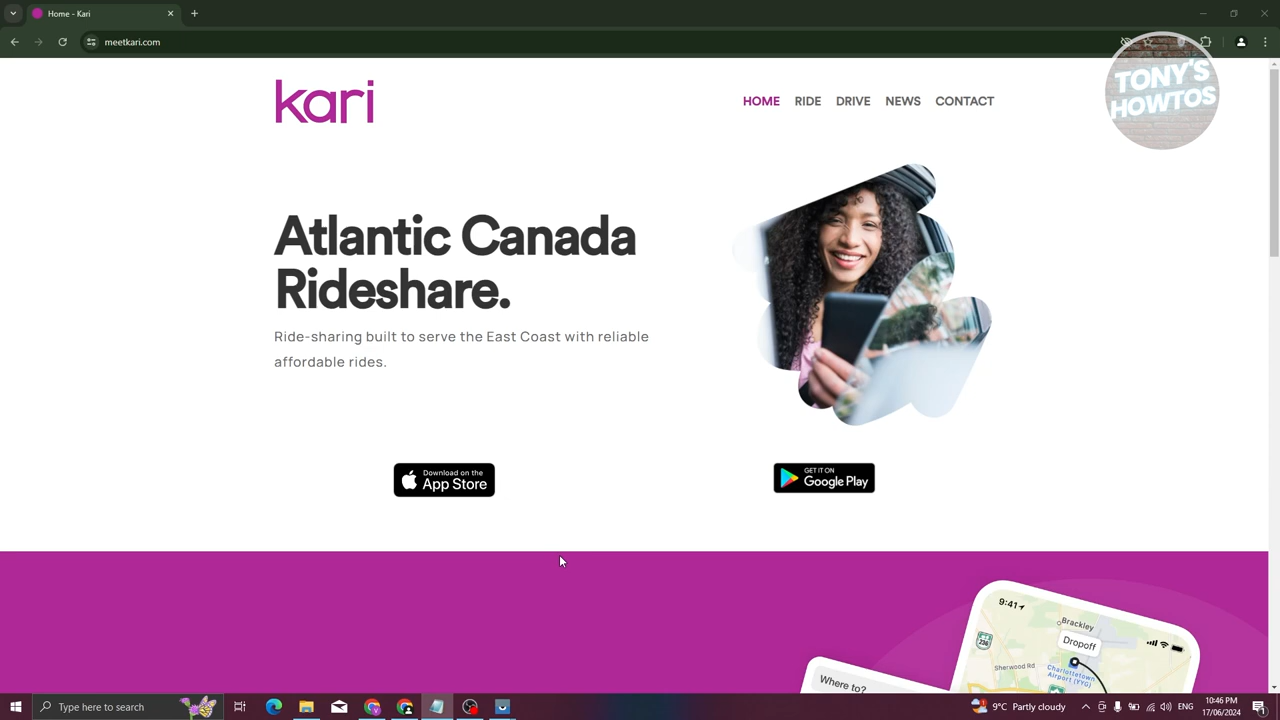 Home - Kari
meetkari.com
TONY'S
HOWTOS
kari
HOME RIDE DRIVE NEWS CONTACT
Atlantic Canada
Rideshare.
Ride-sharing built to serve the East Coast with reliable
affordable rides.
Download on the
App Store
GET IT ON
Google Play
9:41
Brackley
Dropoff
236
Sherwood Rd
Charlottetown
Airport (YYG)
Where to?
Type here to search
9°C Partly cloudy
ENG
10:46 PM
17/06/2024